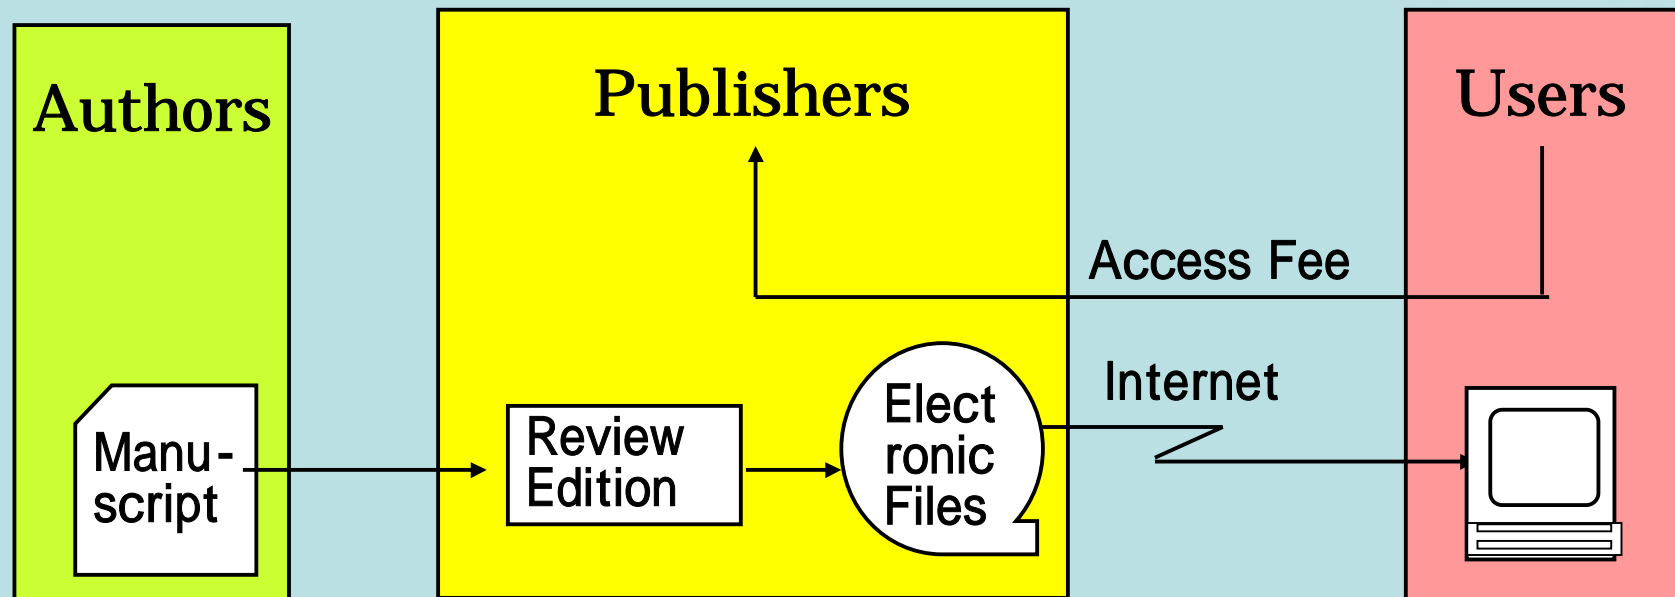 Authors
Publishers
Users
Access Fee
Internet
Manu-
script
Review
Edition
Elect
ronic
Files